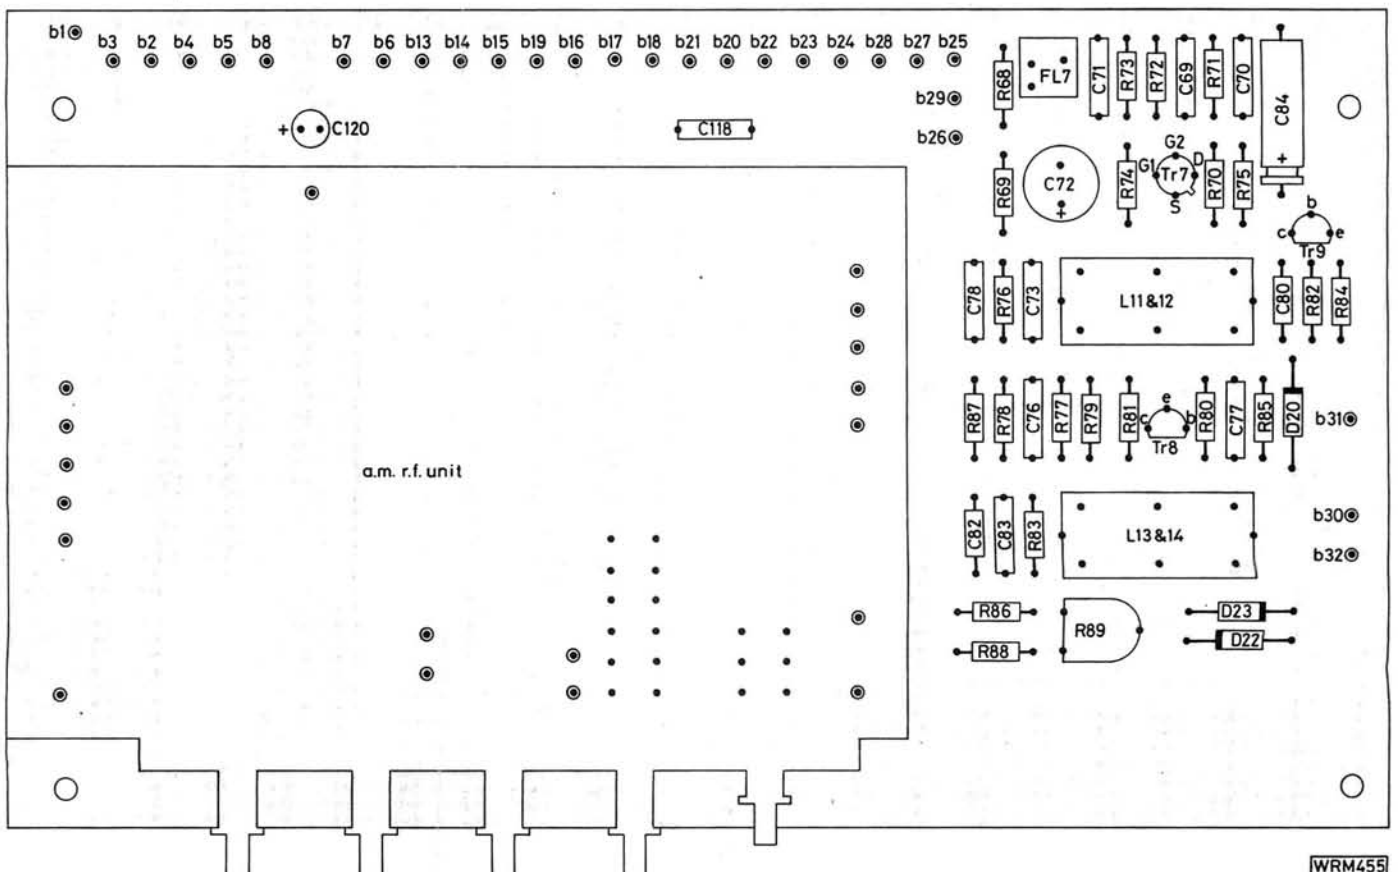 b1
b3 b2 b4 b5 b8 b7 b6 b13 b14 b15 b19 b16 b17 b18 b21 b20 b22 b23 b24 b28 b27 b25
b29
b26
+ C120
C118
R68
FL7
C71
R73
R72
C69
R71
C70
C84
+
R69
C72
+
R74
G1
G2
D
Tr7
S
R70
R75
b
c e
Tr9
C78
R76
C73
L11&12
C80
R82
R84
R87
R78
C76
R77
R79
R81
e
c b
Tr8
R80
C77
R85
D20
b31
a.m. r.f. unit
C82
C83
R83
L13&14
b30
b32
R86
R89
D23
R88
D22
WRM455